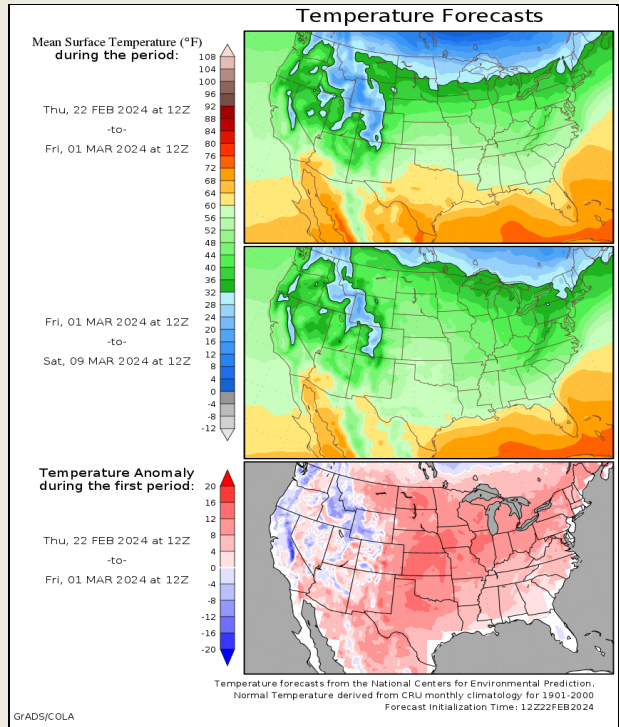 Temperature Forecasts
Mean Surface Temperature (°F)
during the period:
108
104
100
96
92
88
84
80
76
72
68
64
60
56
52
48
44
40
36
32
28
24
20
16
12
8
4
0
-4
-8
-12
Thu, 22 FEB 2024 at 12Z
-to-
Fri, 01 MAR 2024 at 12Z
Fri, 01 MAR 2024 at 12Z
-to-
Sat, 09 MAR 2024 at 12Z
Temperature Anomaly
during the first period:
20
16
12
8
4
0
-4
-8
-12
-16
-20
Thu, 22 FEB 2024 at 12Z
-to-
Fri, 01 MAR 2024 at 12Z
Temperature forecasts from the National Centers for Environmental Prediction.
Normal Temperature derived from CRU monthly climatology for 1901-2000
Forecast Initialization Time: 12Z22FEB2024
GrADS/COLA